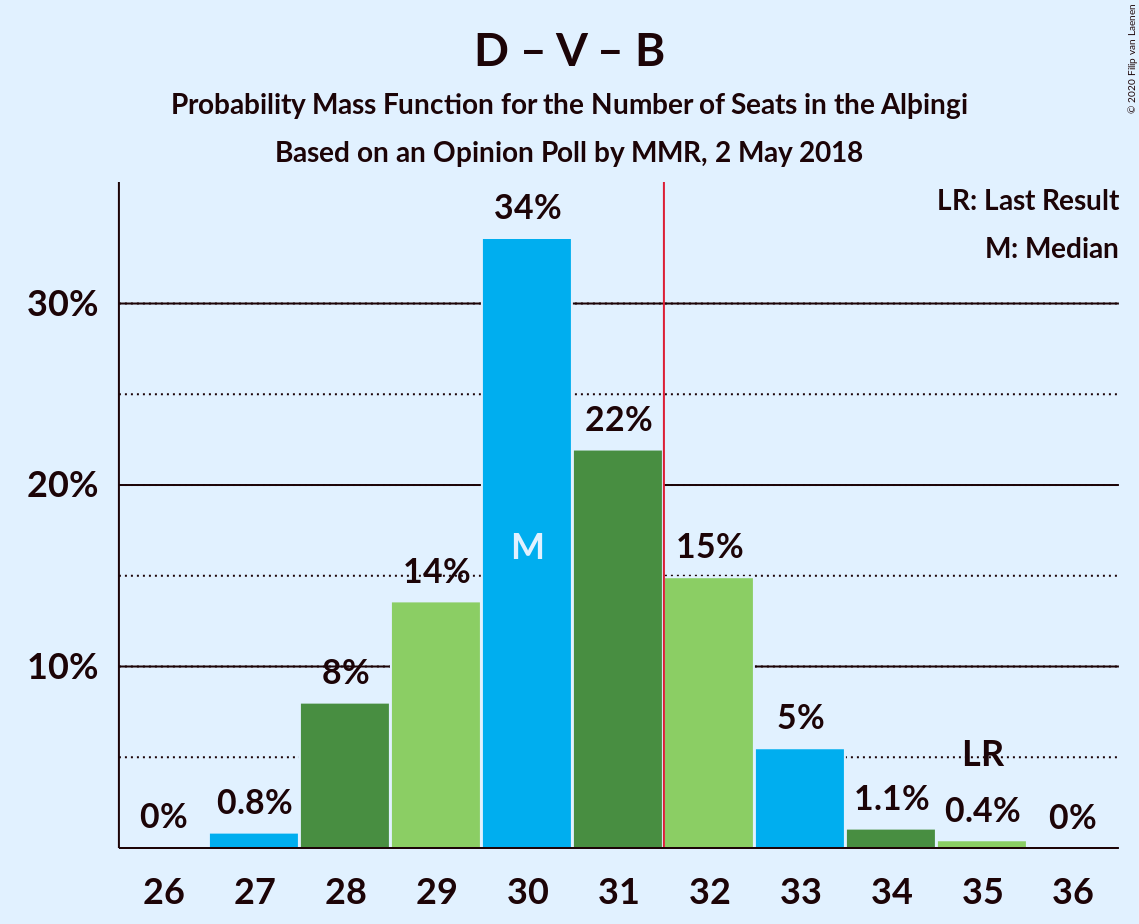 D – V – B
Probability Mass Function for the Number of Seats in the Alþingi
Based on an Opinion Poll by MMR, 2 May 2018
© 2020 Filip van Laenen
LR: Last Result
M: Median
34%
30%
22%
20%
15%
14%
M
10%
8%
5%
LR
0%
0.8%
1.1%
0.4%
0%
26 27 28 29 30 31 32 33 34 35 36